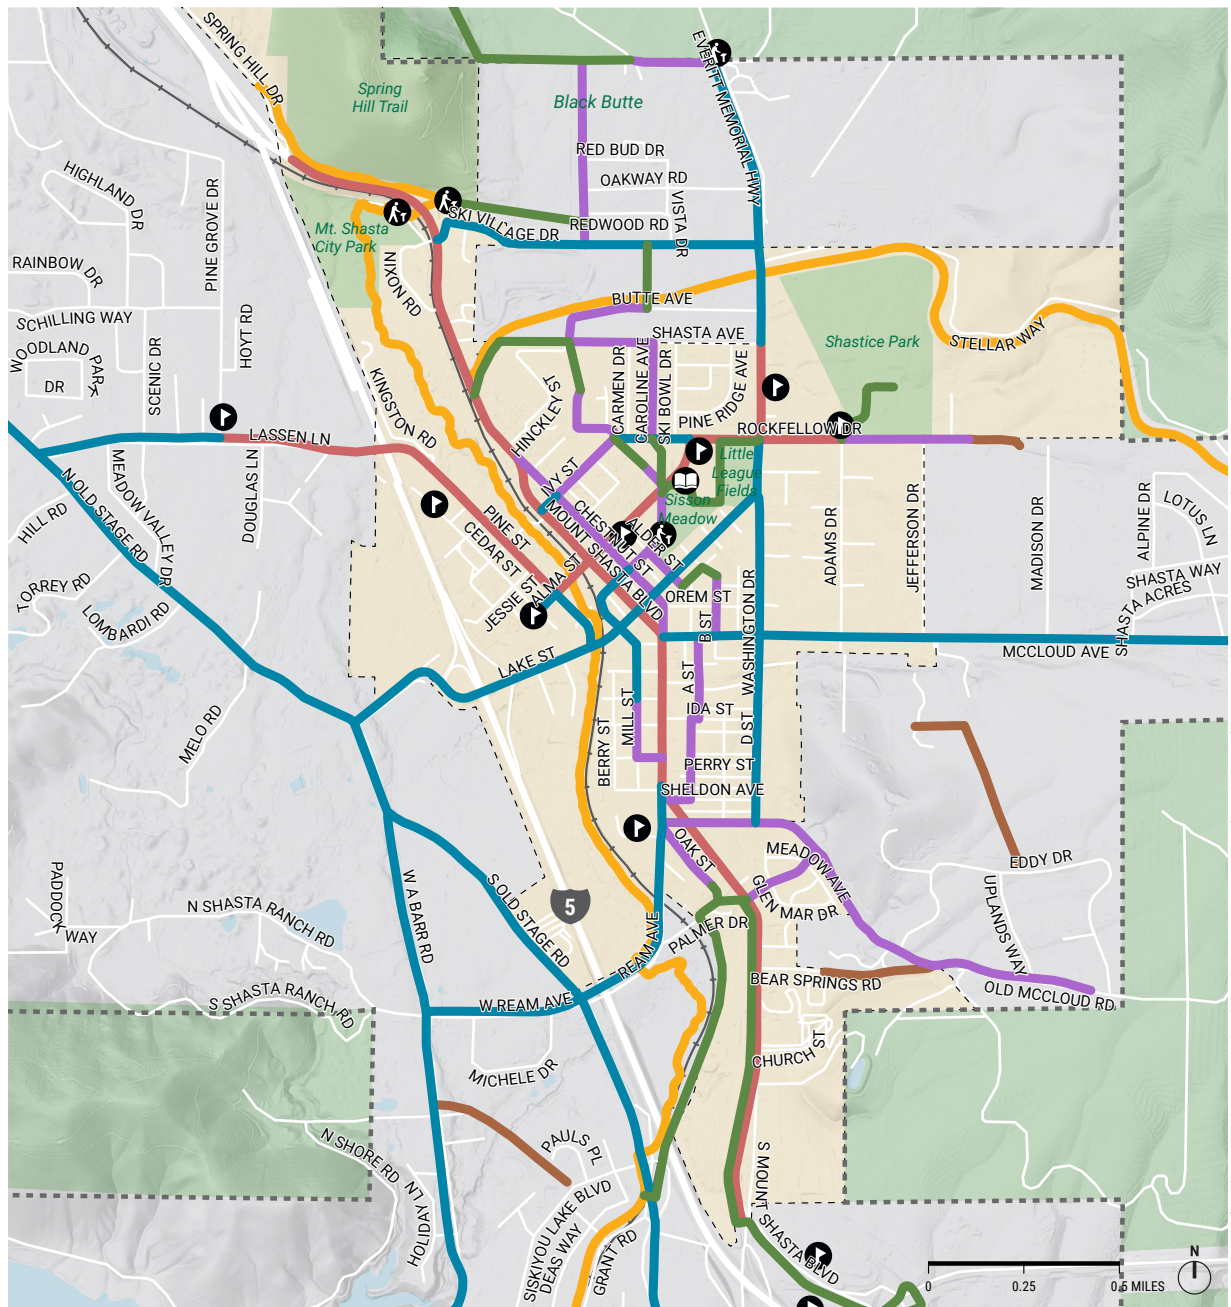 SPRING HILL DR
EVERITT MEMORIAL HWY
Spring
Hill Trail
Black Butte
RED BUD DR
OAKWAY RD
VISTA DR
HIGHLAND DR
PINE GROVE DR
SKI VILLAGE DR
REDWOOD RD
Mt. Shasta
City Park
RAINBOW DR
NIXON RD
BUTTE AVE
SCHILLING WAY
HOYT RD
SHASTA AVE
STELLAR WAY
Shastice Park
WOODLAND
DR
PARK
SCENIC DR
KINGSTON RD
HINCKLEY ST
CARMEN DR
CAROLINE AVE
SKI BOWL DR
PINE RIDGE AVE
LASSEN LN
ROCKFELLOW DR
Little
League
Fields
N OLD STAGE RD
MEADOW VALLEY DR
DOUGLAS LN
IVY ST
Sisson
Meadow
HILL RD
PINE ST
CEDAR ST
MOUNT SHASTA BLVD
CHESTNUT ST
ALDER ST
ADAMS DR
JEFFERSON DR
MADISON DR
ALPINE DR
LOTUS LN
TORREY RD
LOMBARDI RD
JESSIE ST
ALMA ST
OREM ST
B ST
WASHINGTON DR
SHASTA WAY
SHASTA ACRES
MCCLOUD AVE
LAKE ST
A ST
MELO RD
BERRY ST
MILL ST
IDA ST
D ST
PERRY ST
SHELDON AVE
OAK ST
MEADOW AVE
EDDY DR
PADDOCK WAY
N SHASTA RANCH RD
W A BARR RD
S OLD STAGE RD
5
GLEN MAR DR
UPLANDS WAY
PALMER DR
REAM AVE
BEAR SPRINGS RD
OLD MCCLOUD RD
S SHASTA RANCH RD
W REAM AVE
CHURCH ST
MICHELE DR
N SHORE RD
PAULS PL
HOLIDAY LN
SISKIYOU LAKE BLVD
DEAS WAY
GRANT RD
S MOUNT SHASTA BLVD
N
0
0.25
0.5 MILES